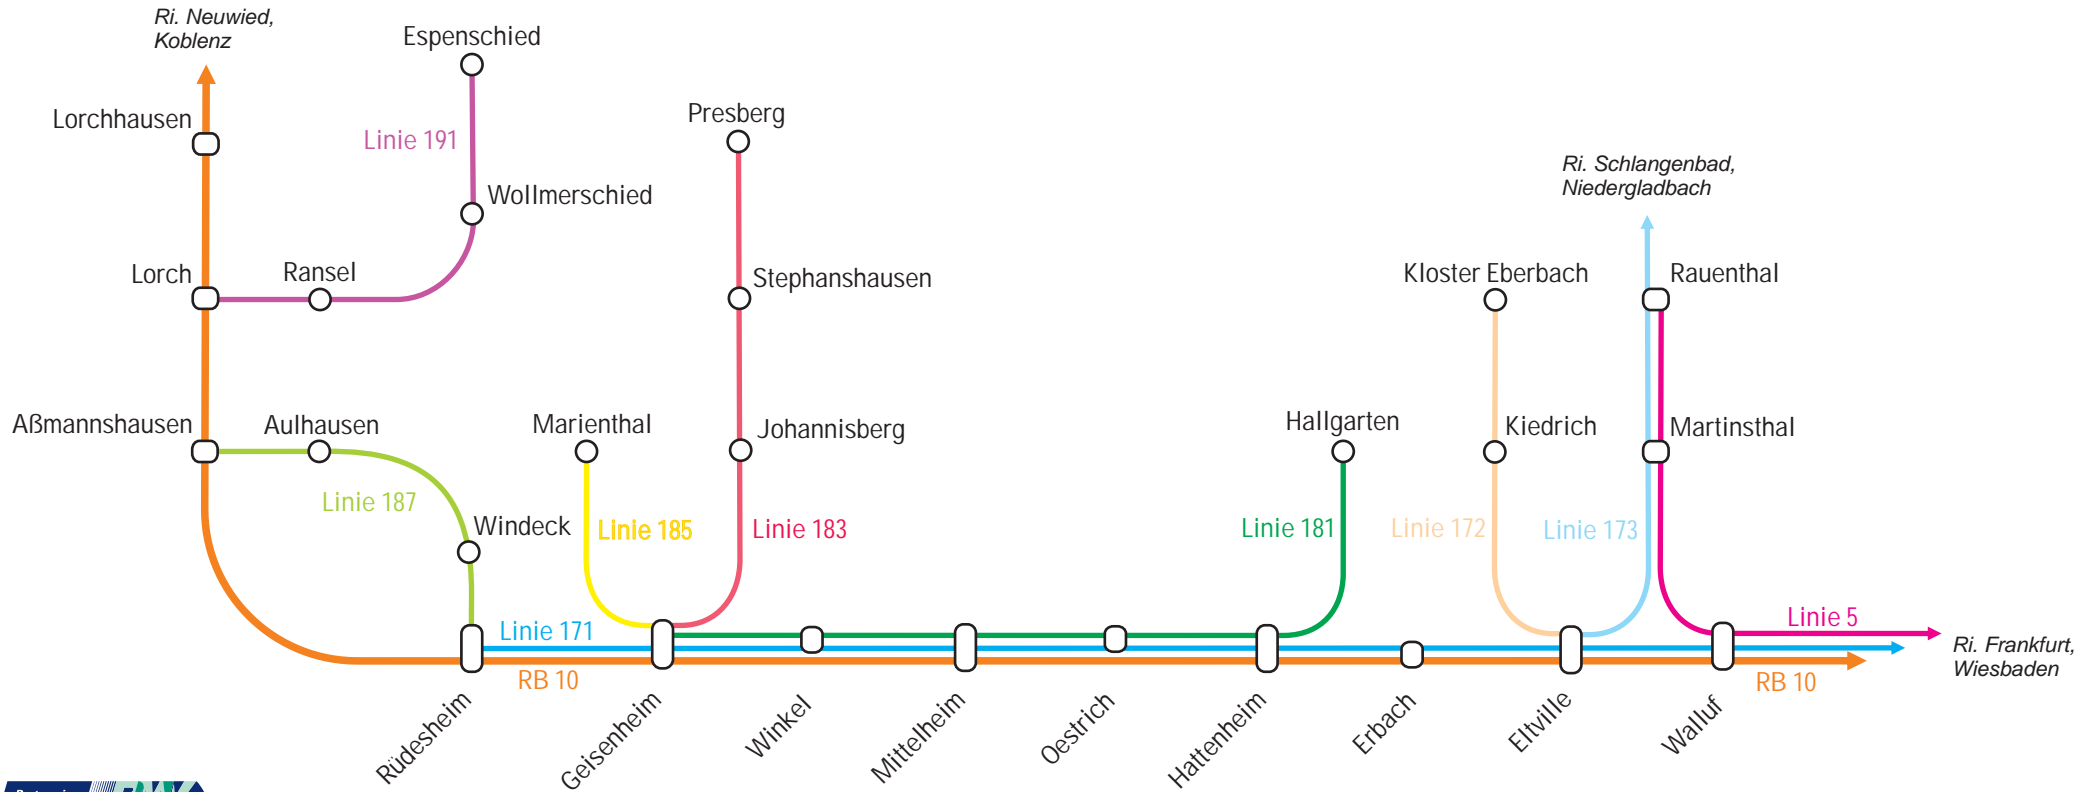 Ri. Neuwied,
Koblenz
Espenschied
Lorchhausen
Linie 191
Presberg
Wollmerschied
Ri. Schlangenbad,
Niedergladbach
Lorch
Ransel
Stephanshausen
Kloster Eberbach
Rauenthal
Aßmannshausen
Aulhausen
Marienthal
Johannisberg
Hallgarten
Kiedrich
Martinsthal
Linie 187
Windeck
Linie 185
Linie 183
Linie 181
Linie 172
Linie 173
Linie 171
Linie 5
RB 10
RB 10
Ri. Frankfurt,
Wiesbaden
Rüdesheim
Geisenheim
Winkel
Mittelheim
Oestrich
Hattenheim
Erbach
Eltville
Walluf